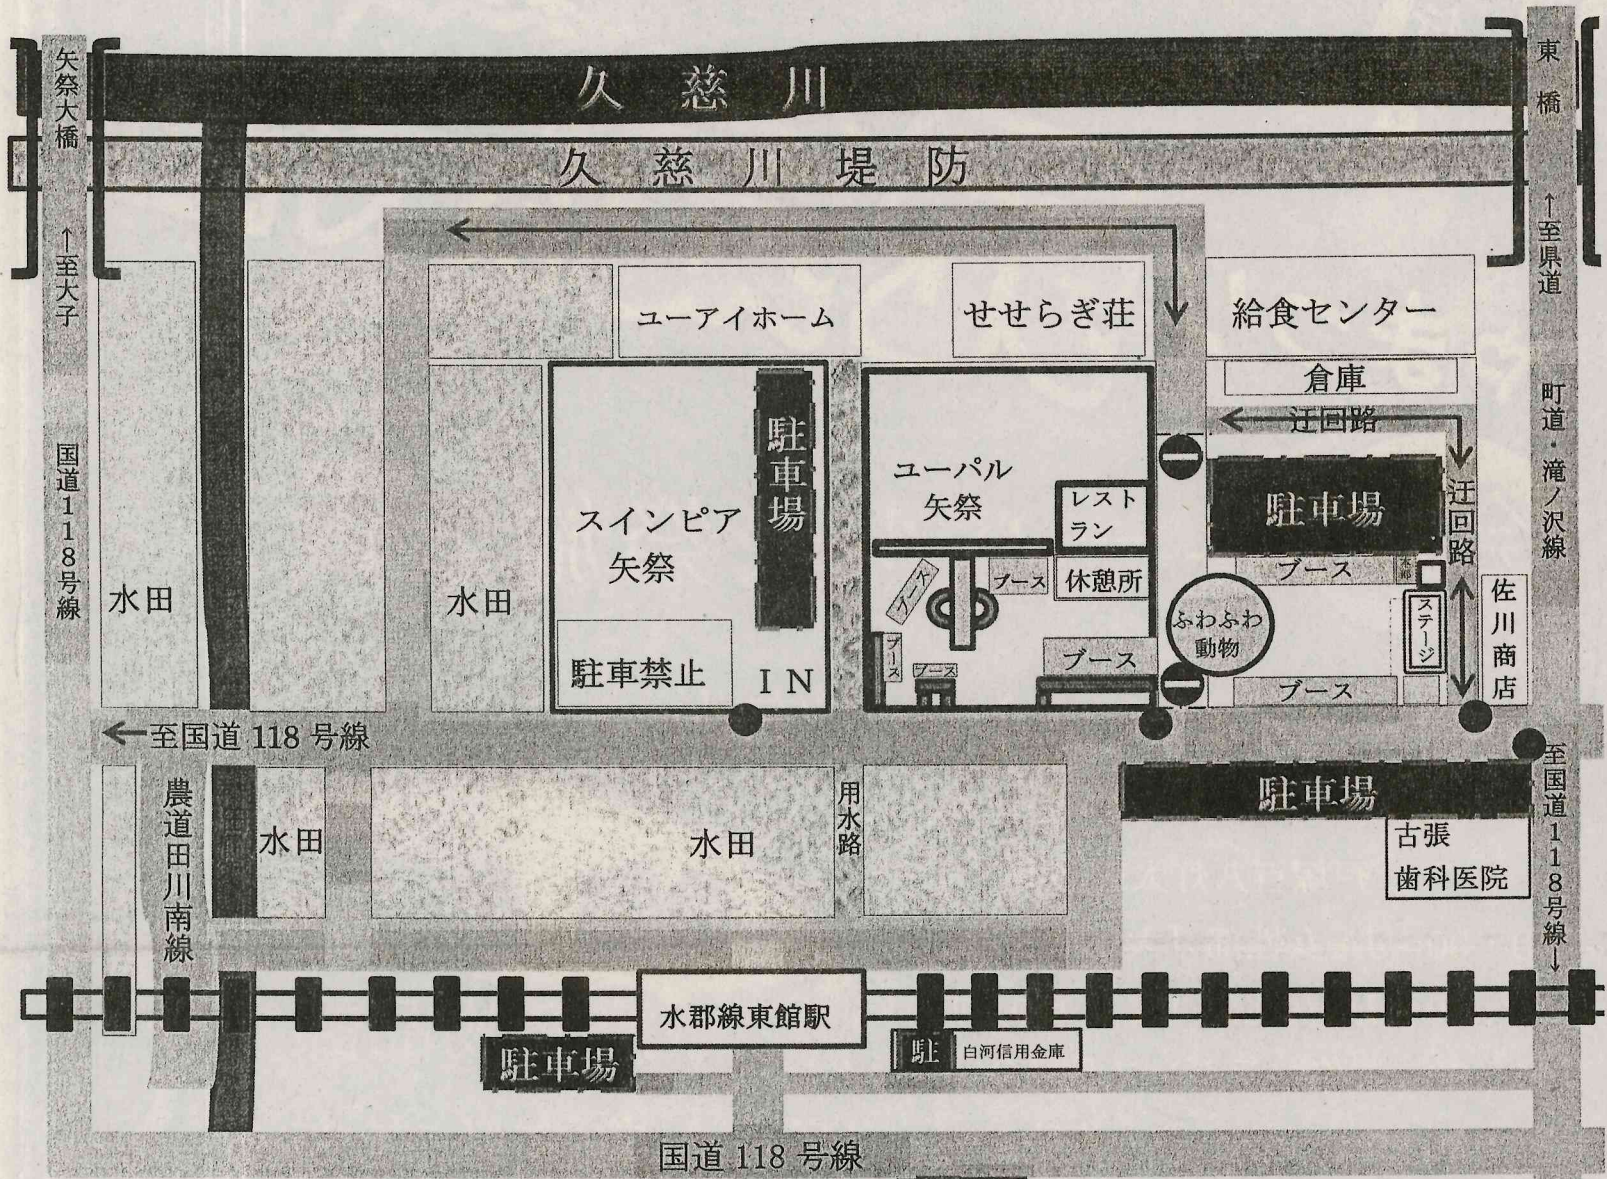 久慈川
久慈川堤防
矢祭大橋
↑至大子
国道118号線
東橋
↑至県道
町道・滝ノ沢線
至国道118号線↓
ユーアイホーム
せせらぎ荘
給食センター
倉庫
迂回路
迂回路
駐車場
スインピア
矢祭
駐車場
駐車禁止
IN
ユーパル
矢祭
レスト
ラン
休憩所
ブース
ブース
ブース
ブース
ブース
ふわふわ
動物
ブース
本部
ステージ
ブース
佐川商店
水田
水田
←至国道118号線
農道田川南線
水田
水田
用水路
駐車場
古張
歯科医院
水郡線東館駅
駐車場
駐
白河信用金庫
国道118号線